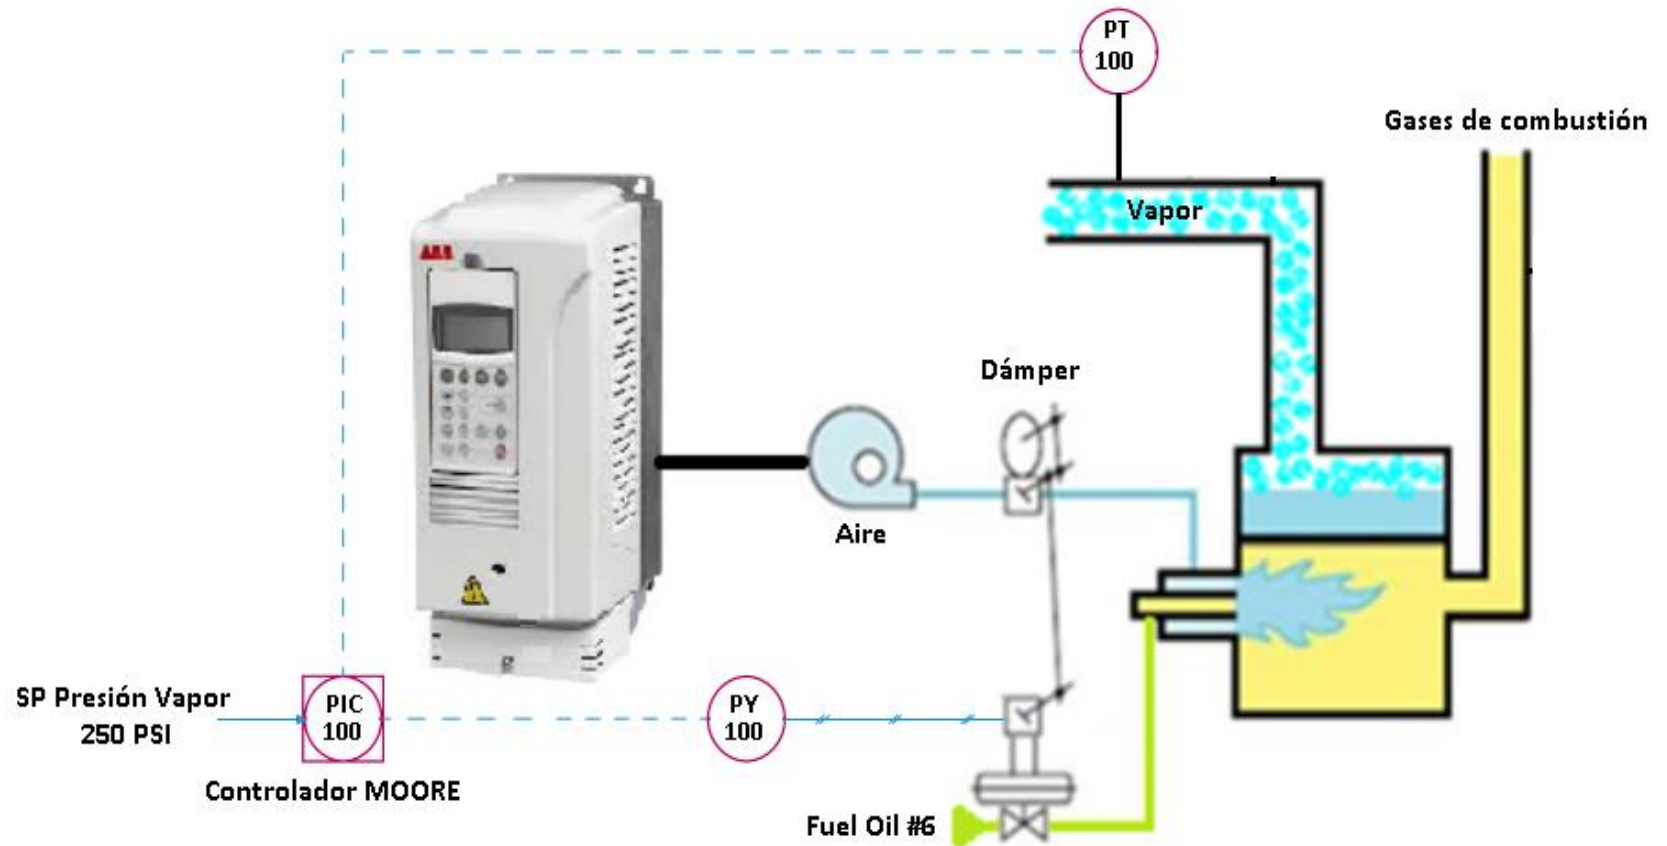 PT
100
Gases de combustión
Vapor
ABB
Dámper
Aire
SP Presión Vapor
250 PSI
PIC
100
PY
100
Controlador MOORE
Fuel Oil #6